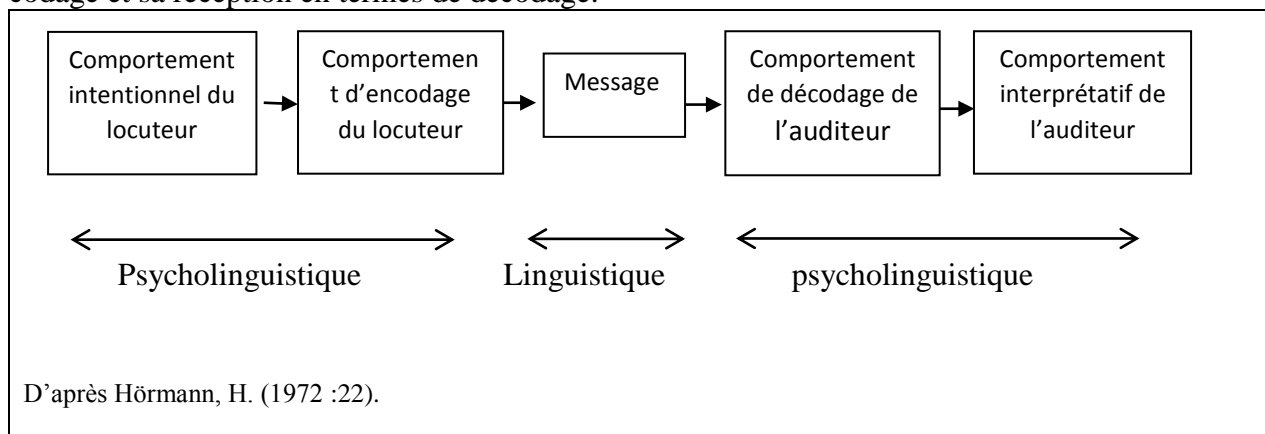 codage et sa réception en termes de décodage.
Comportement
intentionnel du
locuteur
Comportemen
t d'encodage
du locuteur
Message
Comportement
de décodage de
l'auditeur
Comportement
interprétatif de
l'auditeur
Psycholinguistique
Linguistique
psycholinguistique
D'après Hörmann, H. (1972 :22).